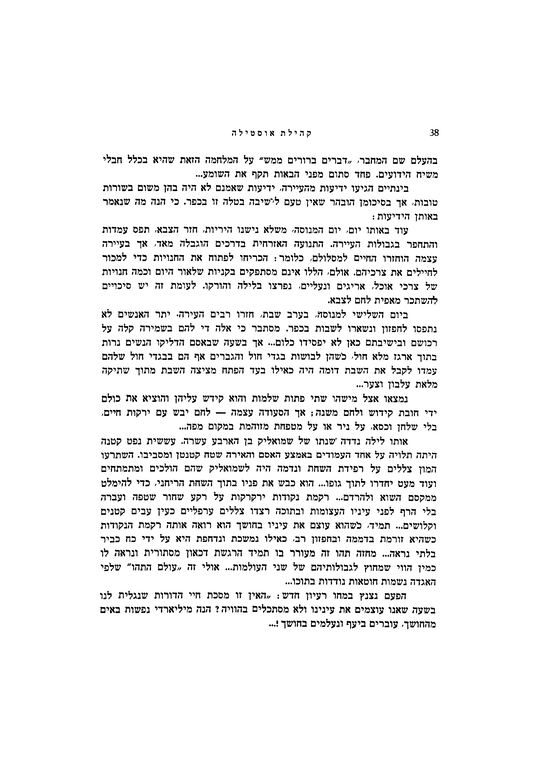 38 קהילת אוסטילה
בהעלם שם המחבר, „דברים ברורים ממש" על המלחמה הזאת שהיא בכלל חבלי
משיח הידועים. פחד סתום מפני הבאות תקף את השומע...
בינתיים הגיעו ידיעות מהעיירה, ידיעות שאמנם לא היה בהן משום בשורות
טובות, אך בסיכומן הובהר שאין טעם לישיבה בטלה זו בכפר. כי הנה מה שנאמר
באותן הידיעות :
עוד באותו יום, יום המנוסה, משלא נישנו היריות, חזר הצבא, תפס עמדות
והתחפר בגבולות העיירה. התנועה האזרחית בדרכים הוגבלה מאד, אך בעיירה
עצמה הוחזרו החיים למסלולם, כלומר : הכריחו לפתוח את החנויות כדי למכור
לחיילים את צרכיהם. אולם, הללו אינם מסתפקים בקניות שלאור היום וכמה חנויות
של צרכי אוכל, אריגים ונעליים, נפרצו בלילה והורקו. לעומת זה יש סיכויים
להשתכר מאפית לחם לצבא.
ביום השלישי למנוסה, בערב שבת, חזרו רבים העירה, יתר האנשים לא
נתפסו לחפזון ונשארו לשבות בכפר. מסתבר כי אלה די להם בשמירה קלה על
רכושם ובישיבתם כאן לא יפסידו כלום... אך בשעה שבאסם הדליקו הנשים נרות
בתוך ארגז מלא חול, כשהן לבושות בגדי חול והגברים אף הם בבגדי חול שלהם
עמדו לקבל את השבת דומה היה כאילו בעד הפתח מציצה השבת מתוך שתיקה
מלאת עלבון וצער...
נמצאו אצל מישהו שתי פתות שלמות והוא קידש עליהן והוציא את כולם
ידי חובת קידוש ולחם משנה ; אך הסעודה עצמה — לחם יבש עם ירקות חיים,
בלי שלחן וכסא, על ניר או על מטפחת מזוהמת במקום מפה...
אותו לילה נדדה שנתו של שמואליק בן הארבע עשרה. עששית נפט קטנה
היתה תלויה על אחד העמודים באמצע האסם והאירה שטח קטנטן ומסביבו. השתרעו
המון צללים על רפידת השחת ונדמה היה לשמואליק שהם הולכים ומתמתחים
ועוד מעט יחדרו לתוך גופו... הוא כבש את פניו בתוך השחת הריחני, כדי להימלט
ממקסם השוא ולהרדם... רקמת נקודות ירקרקות על רקע שחור שטפה ועברה
בלי הרף לפני עיניו העצומות ובתוכה רצדו צללים ערפליים כעין עבים קטנים
וקלושים... תמיד, כשהוא עוצם את עיניו בחושך הוא רואה אותה רקמת הנקודות
כשהיא זורמת בדממה ובחפזון רב, כאילו נמשכת ונדחפת היא על ידי כח כביר
בלתי נראה... מחזה תהו זה מעורר בו תמיד הרגשת דכאון מסתורית ונראה לו
כמין הווי שמחוץ לגבולותיהם של שני העולמות... אולי זה „עולם התהו" שלפי
האגדה נשמות חוטאות נודדות בתוכו...
הפעם נצנץ במחו רעיון חדש : „האין זו מסכת חיי הדורות שנגלית לנו
בשעה שאנו עוצמים את עינינו ולא מסתכלים בהוויה ? הנה מיליארדי נפשות באים
מהחושך, עוברים ביעף ונעלמים בחושך !...